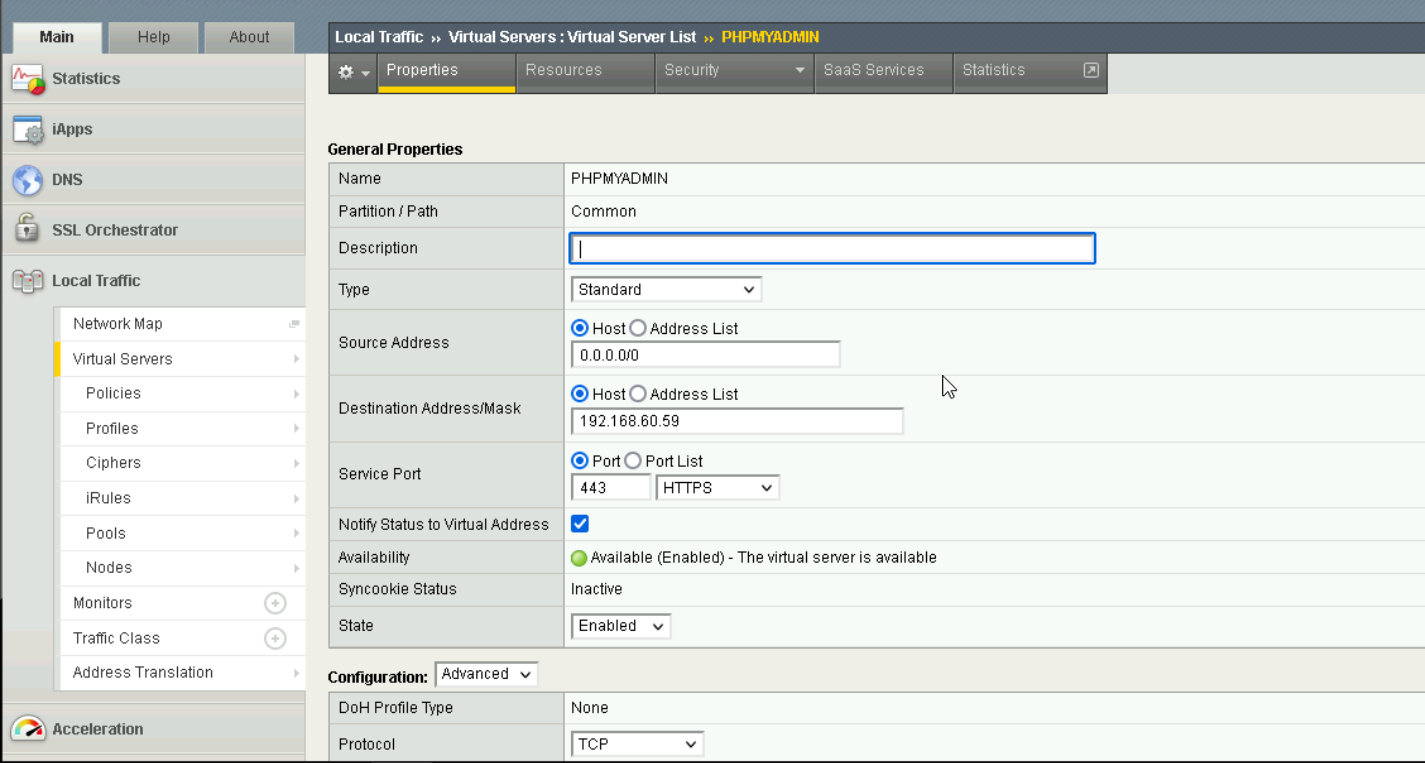 Main Help About
Local Traffic ›› Virtual Servers : Virtual Server List ›› PHPMYADMIN
Properties Resources Security SaaS Services Statistics
Statistics
iApps
DNS
SSL Orchestrator
Local Traffic
Network Map
Virtual Servers
Policies
Profiles
Ciphers
iRules
Pools
Nodes
Monitors
Traffic Class
Address Translation
Acceleration
General Properties
Name PHPMYADMIN
Partition / Path Common
Description
Type Standard
Source Address Host Address List
0.0.0.0/0
Destination Address/Mask Host Address List
192.168.60.59
Service Port Port Port List
443 HTTPS
Notify Status to Virtual Address
Availability Available (Enabled) - The virtual server is available
Syncookie Status Inactive
State Enabled
Configuration: Advanced
DoH Profile Type None
Protocol TCP